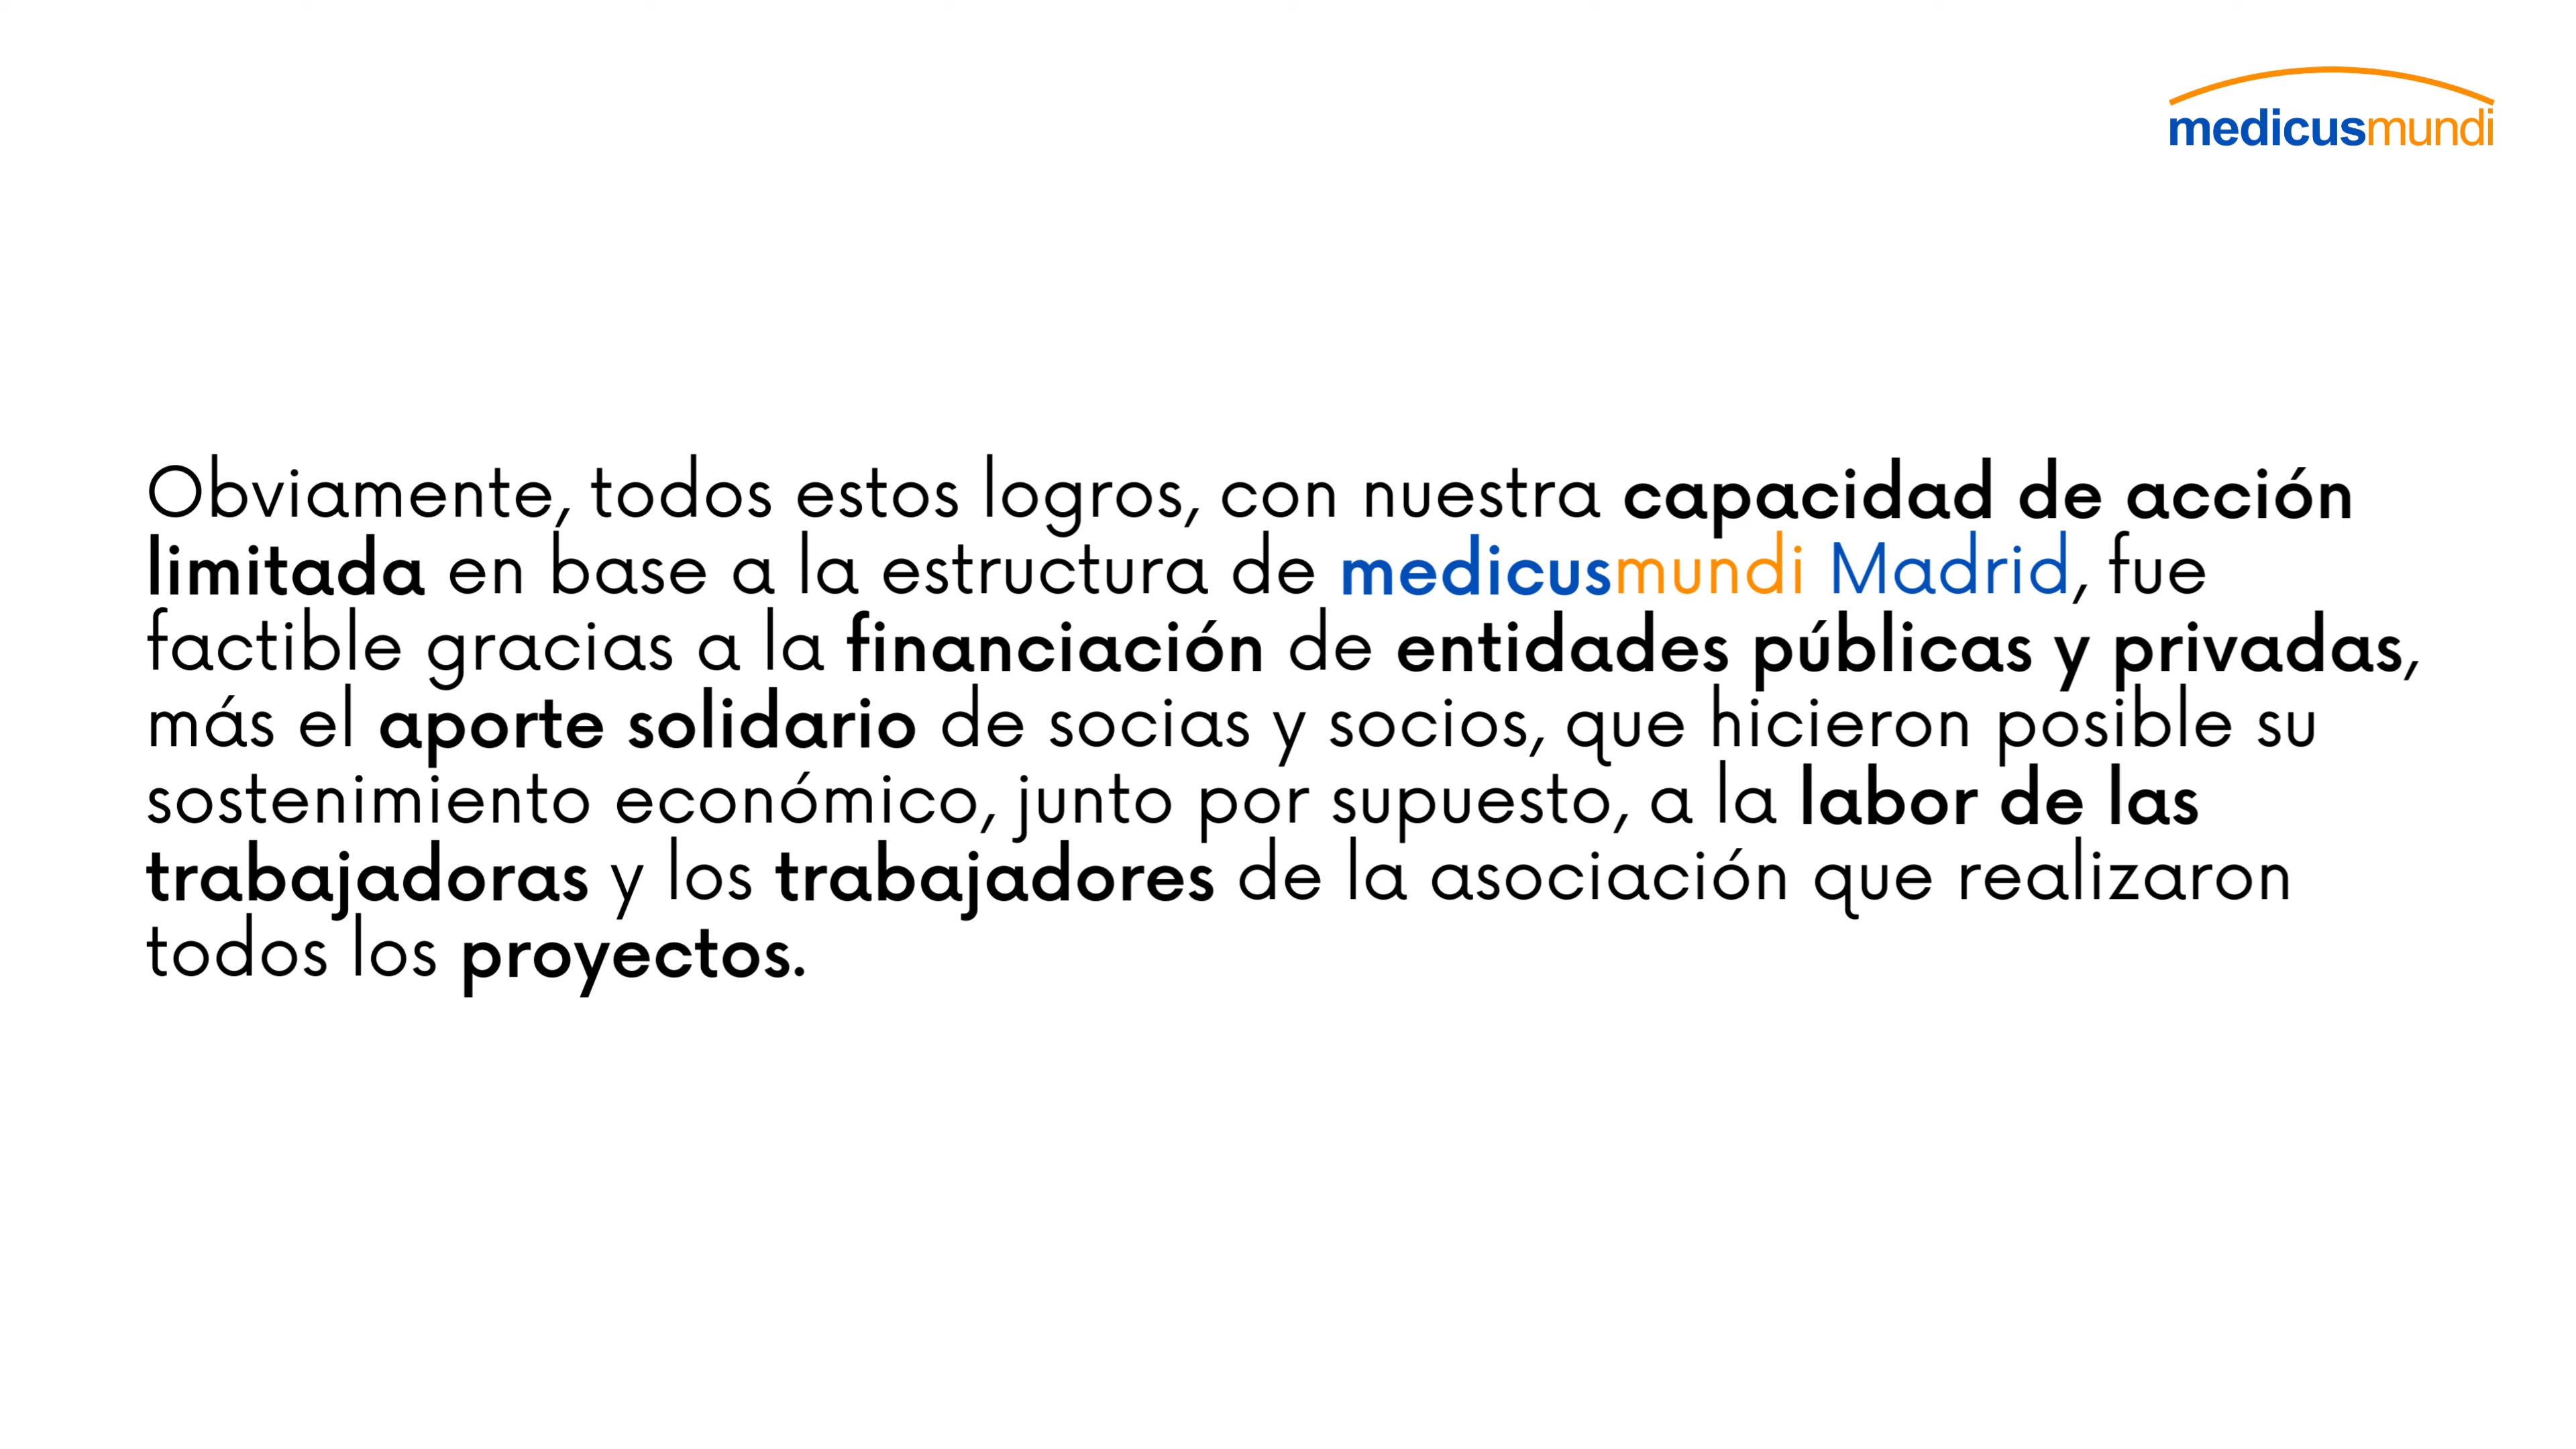 medicusmundi
Obviamente, todos estos logros, con nuestra capacidad de acción
limitada en base a la estructura de medicusmundi Madrid, fue
factible gracias a la financiación de entidades públicas y privadas,
más el aporte solidario de socias y socios, que hicieron posible su
sostenimiento económico, junto por supuesto, a la labor de las
trabajadoras y los trabajadores de la asociación que realizaron
todos los proyectos.